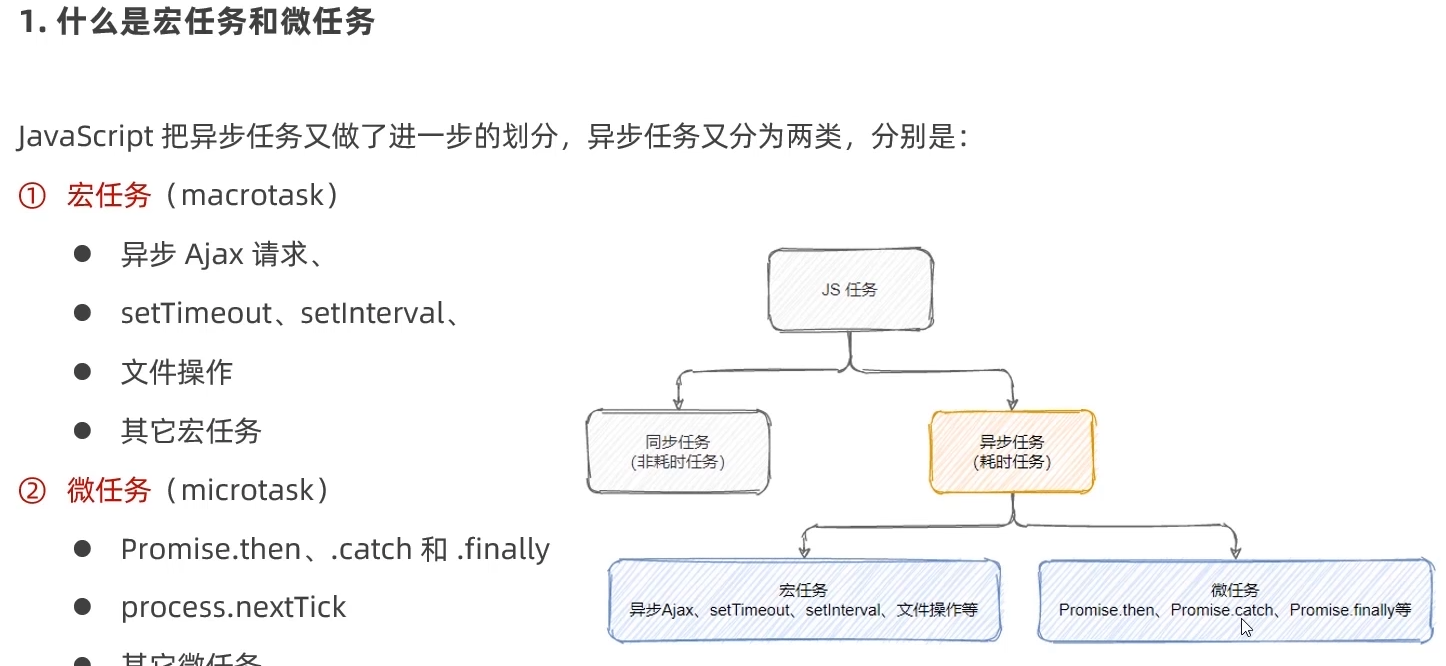 1. 什么是宏任务和微任务
JavaScript 把异步任务又做了进一步的划分，异步任务又分为两类，分别是：
① 宏任务（macrotask）
● 异步 Ajax 请求、
● setTimeout、setInterval、
● 文件操作
● 其它宏任务
② 微任务（microtask）
● Promise.then、.catch 和 .finally
● process.nextTick
● 其它微任务
JS 任务
同步任务
(非耗时任务)
异步任务
(耗时任务)
宏任务
异步Ajax、setTimeout、setInterval、文件操作等
微任务
Promise.then、Promise.catch、Promise.finally等